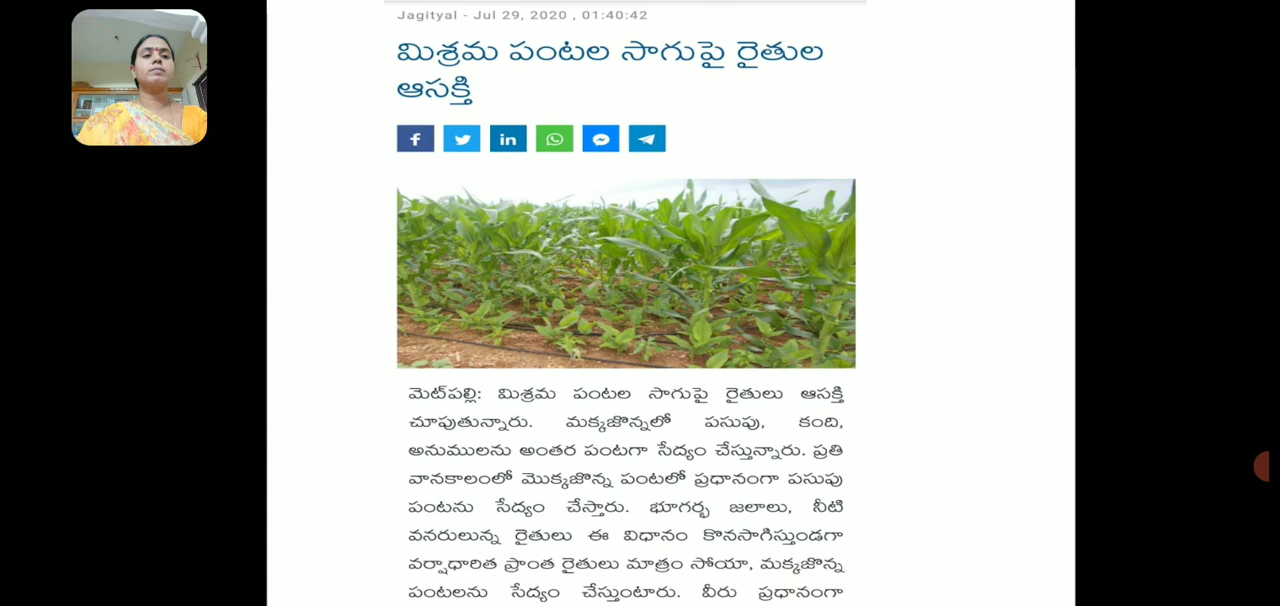 Jagityal - Jul 29, 2020 , 01:40:42
మిశ్రమ పంటల సాగుపై రైతుల
ఆసక్తి
మెట్‌పల్లి: మిశ్రమ పంటల సాగుపై రైతులు ఆసక్తి
చూపుతున్నారు. మక్కజొన్నలో పసుపు, కంది,
అనుములను అంతర పంటగా సేద్యం చేస్తున్నారు. ప్రతి
వానకాలంలో మొక్కజొన్న పంటలో ప్రధానంగా పసుపు
పంటను సేద్యం చేస్తారు. భూగర్భ జలాలు, నీటి
వనరులున్న రైతులు ఈ విధానం కొనసాగిస్తుండగా
వర్షాధారిత ప్రాంత రైతులు మాత్రం సోయా, మక్కజొన్న
పంటలను సేద్యం చేస్తుంటారు. వీరు ప్రధానంగా